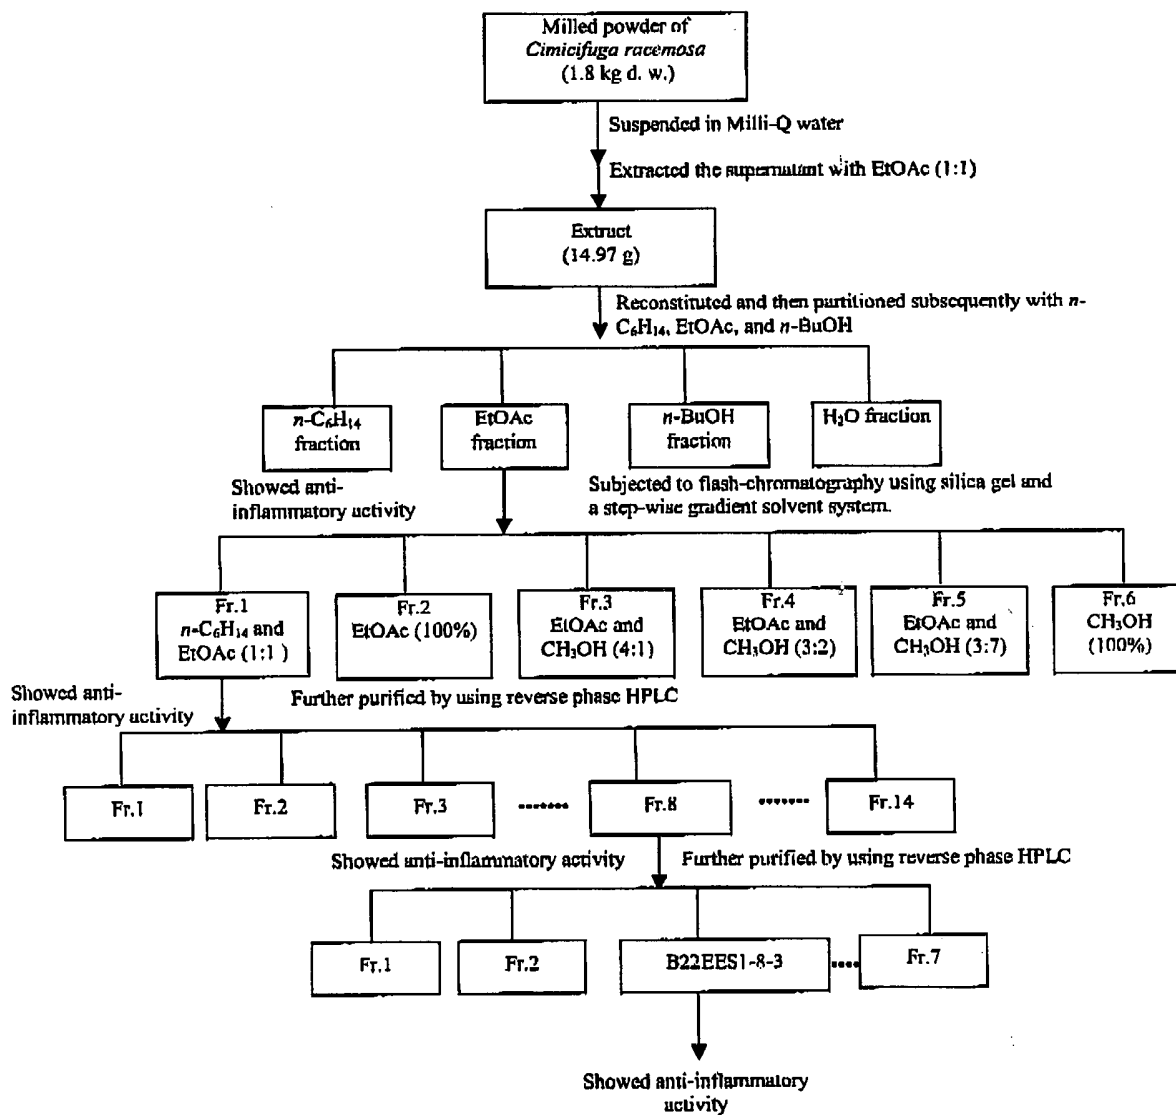 Milled powder of
Cimicifuga racemosa
(1.8 kg d. w.)
Suspended in Milli-Q water
Extracted the supernatant with EtOAc (1:1)
Extruct
(14.97 g)
Reconstituted and then partitioned subsequently with n-
C₆H₁₄, EtOAc, and n-BuOH
n-C₆H₁₄
fraction
EtOAc
fraction
n-BuOH
fraction
H₂O fraction
Showed anti-
inflammatory activity
Subjected to flash-chromatography using silica gel and
a step-wise gradient solvent system.
Fr.1
n-C₆H₁₄ and
EtOAc (1:1 )
Fr.2
EtOAc (100%)
Fr.3
EtOAc and
CH₃OH (4:1)
Fr.4
EtOAc and
CH₃OH (3:2)
Fr.5
EtOAc and
CH₃OH (3:7)
Fr.6
CH₃OH
(100%)
Showed anti-
inflammatory activity
Further purified by using reverse phase HPLC
Fr.1
Fr.2
Fr.3
........
Fr.8
........
Fr.14
Showed anti-inflammatory activity
Further purified by using reverse phase HPLC
Fr.1
Fr.2
B22EES1-8-3
.....
Fr.7
Showed anti-inflammatory
activity